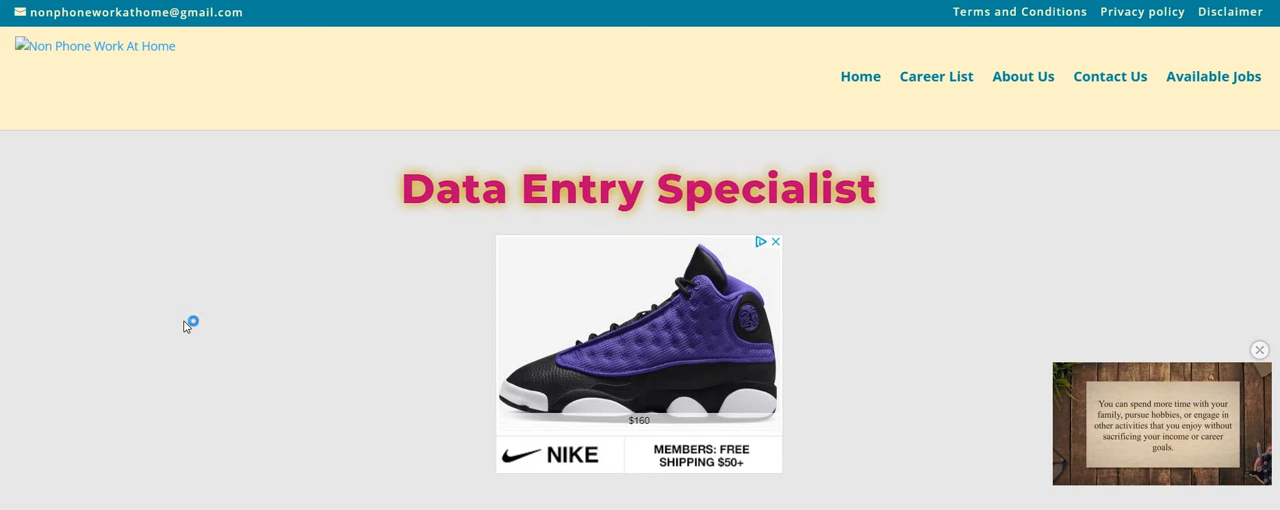 nonphoneworkathome@gmail.com
Terms and Conditions Privacy policy Disclaimer
Non Phone Work At Home
Home Career List About Us Contact Us Available Jobs
Data Entry Specialist
$160
NIKE
MEMBERS: FREE
SHIPPING $50+
You can spend more time with your
family, pursue hobbies, or engage in
other activities that you enjoy without
sacrificing your income or career
goals.